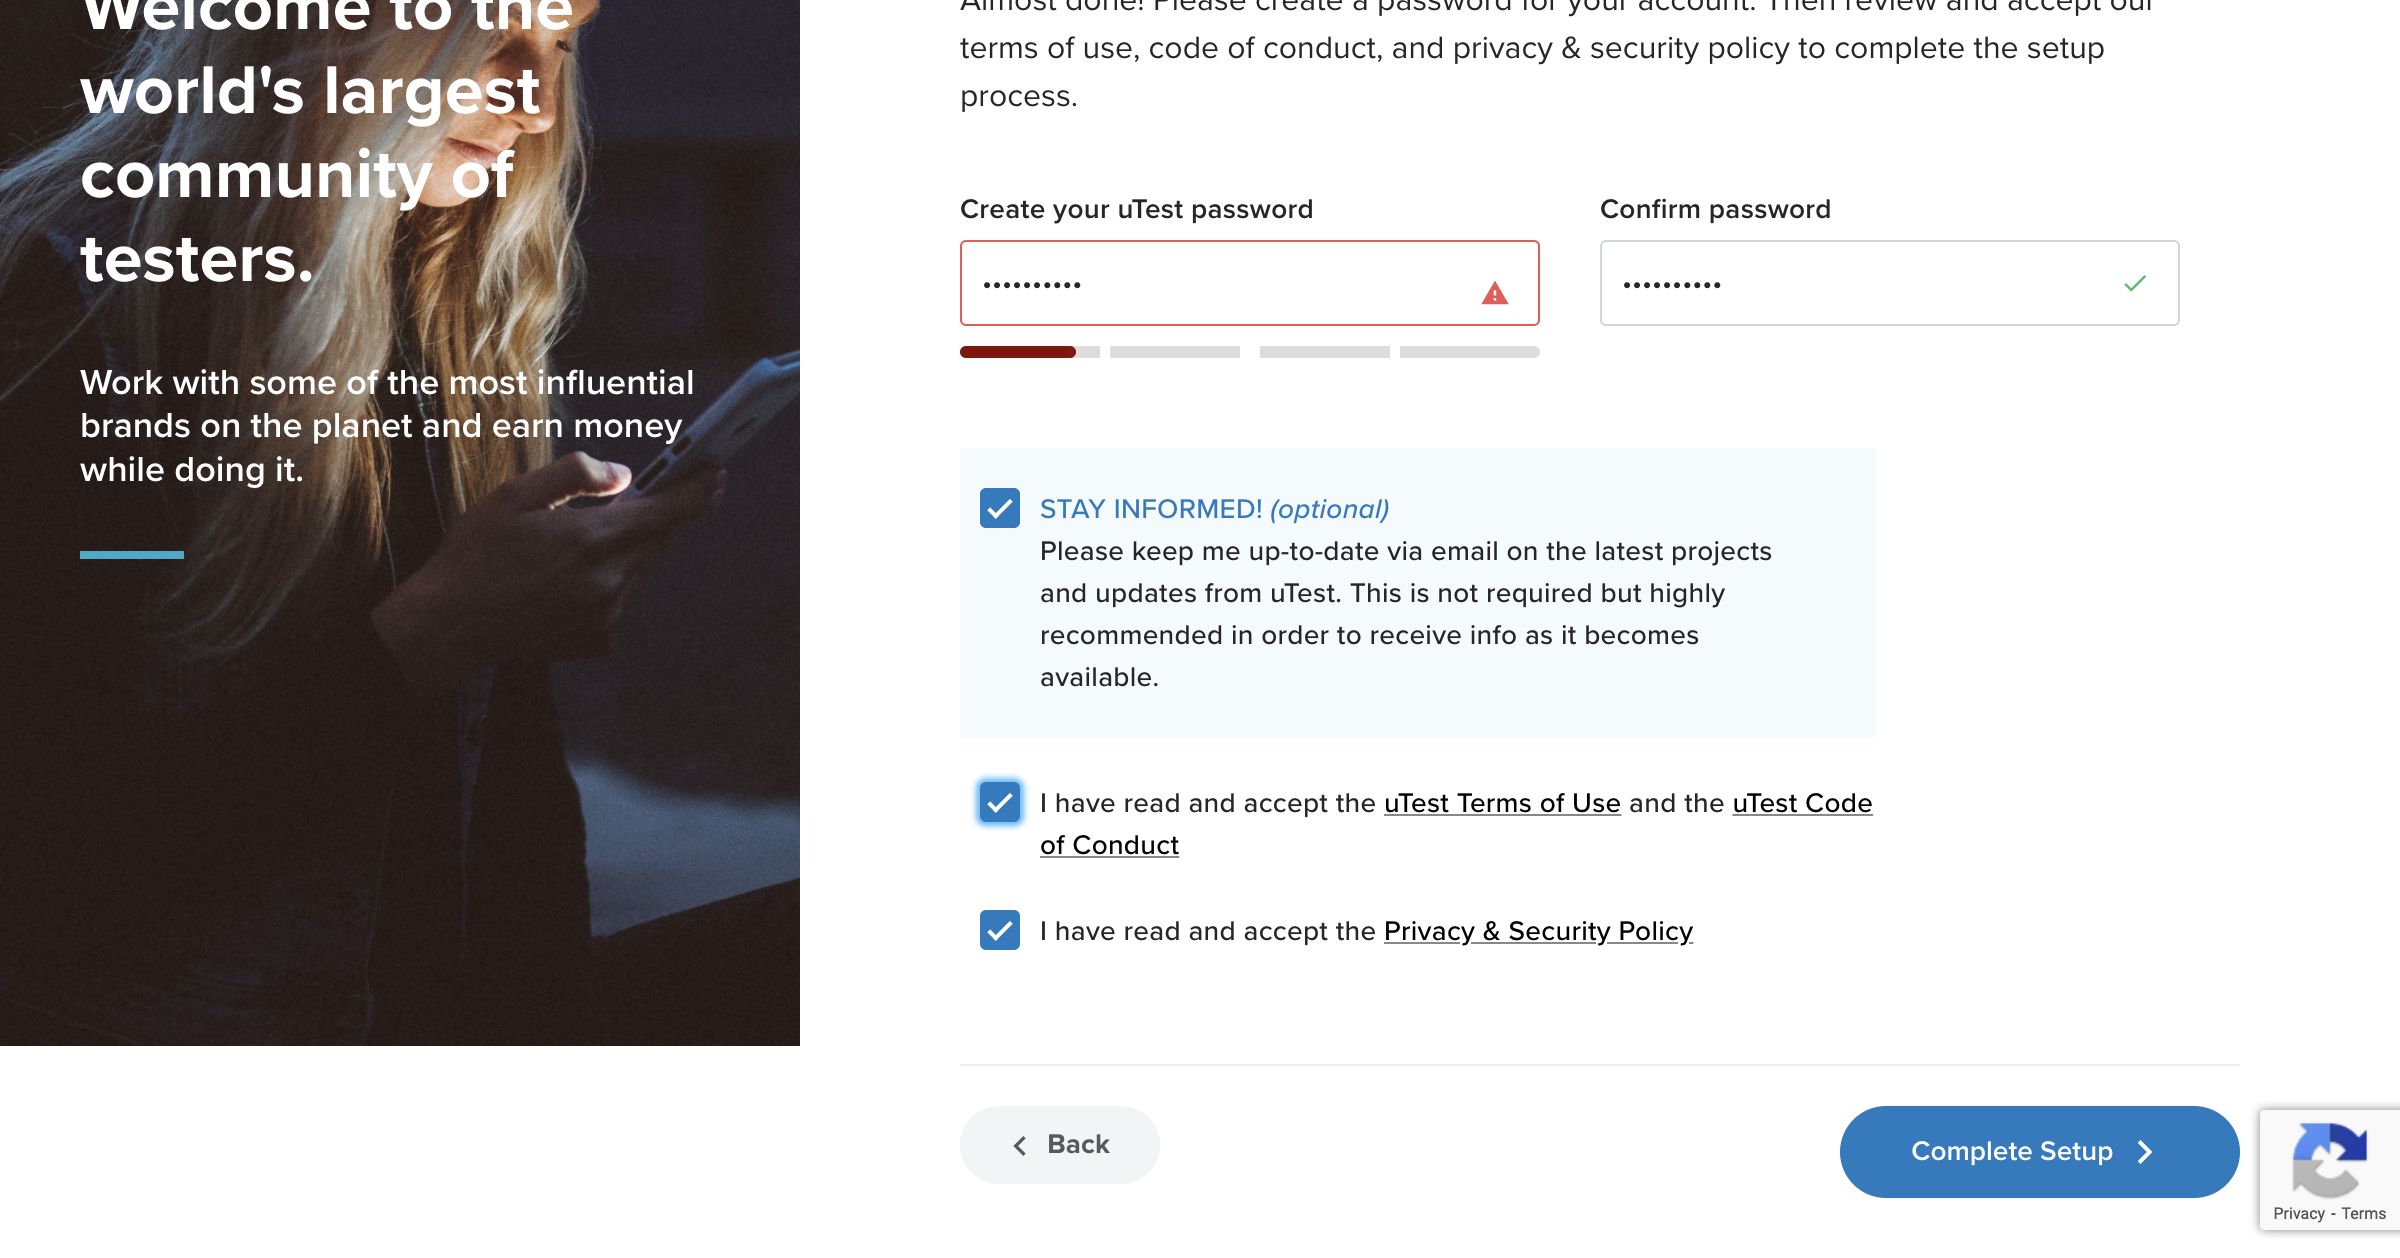 Welcome to the
world's largest
community of
testers.
Work with some of the most influential
brands on the planet and earn money
while doing it.
Almost done! Please create a password for your account. Then review and accept our
terms of use, code of conduct, and privacy & security policy to complete the setup
process.
Create your uTest password
••••••••••
Confirm password
••••••••••
STAY INFORMED! (optional)
Please keep me up-to-date via email on the latest projects
and updates from uTest. This is not required but highly
recommended in order to receive info as it becomes
available.
I have read and accept the uTest Terms of Use and the uTest Code
of Conduct
I have read and accept the Privacy & Security Policy
Back
Complete Setup
Privacy - Terms